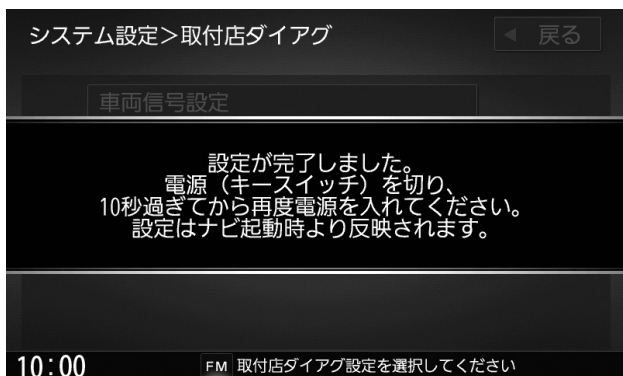 システム設定＞取付店ダイアグ
◀ 戻る
車両信号設定
設定が完了しました。
電源（キースイッチ）を切り、
10秒過ぎてから再度電源を入れてください。
設定はナビ起動時より反映されます。
10:00
FM 取付店ダイアグ設定を選択してください